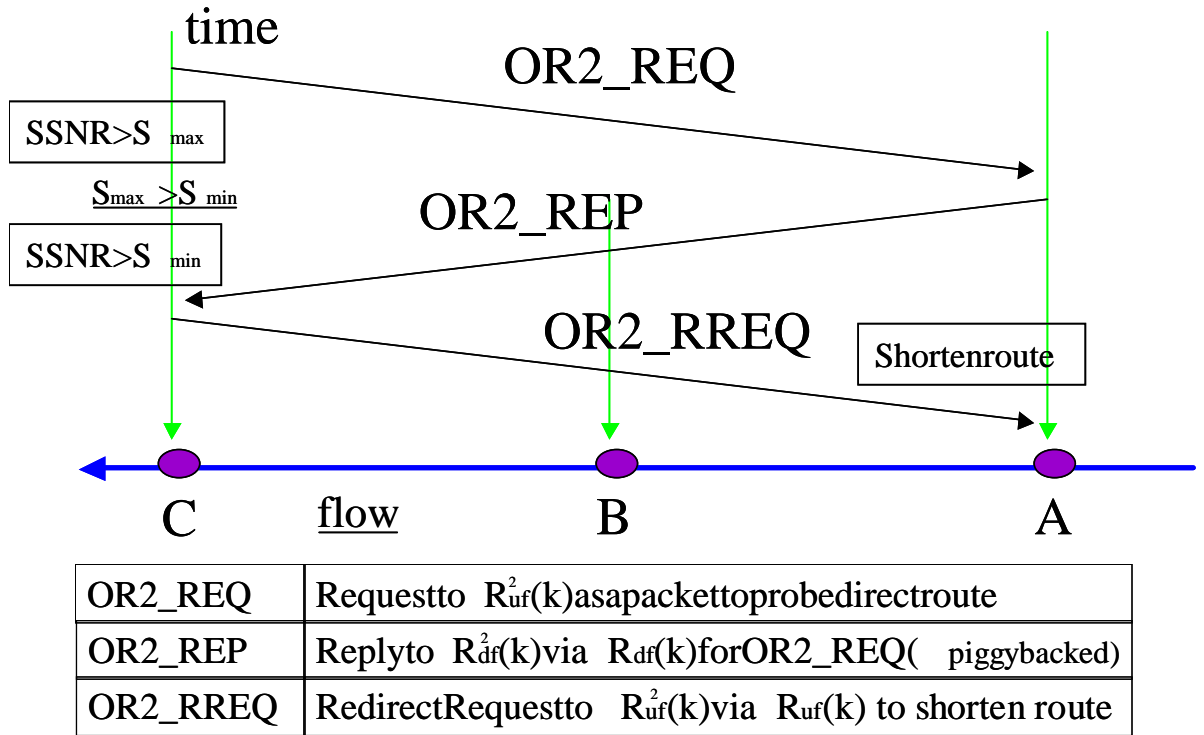 time
OR2_REQ
SSNR>S max
Smax >S min
OR2_REP
SSNR>S min
OR2_RREQ
Shortenroute
C flow B A
OR2_REQ Requestto R²uf(k)asapackettoprobedirectroute
OR2_REP Replyto R²df(k)via Rdf(k)forOR2_REQ( piggybacked)
OR2_RREQ RedirectRequestto R²uf(k)via Ruf(k) to shorten route